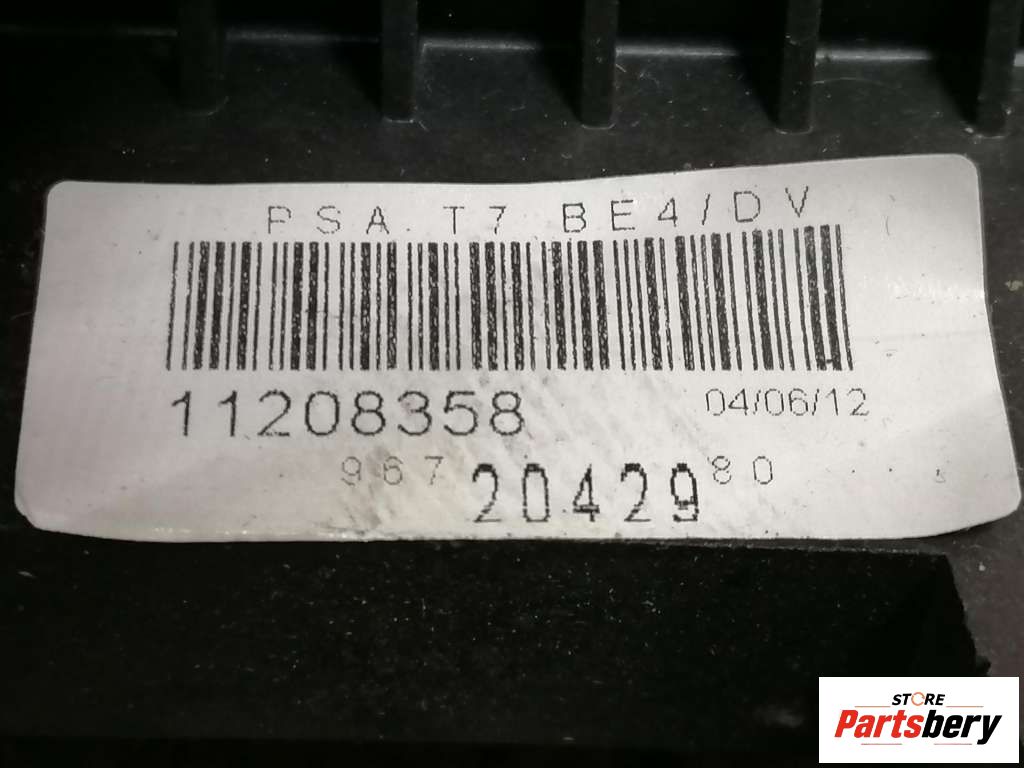 PSA T7 BE4/DV
11208358
04/06/12
967 20429 80
STORE
Partsbery